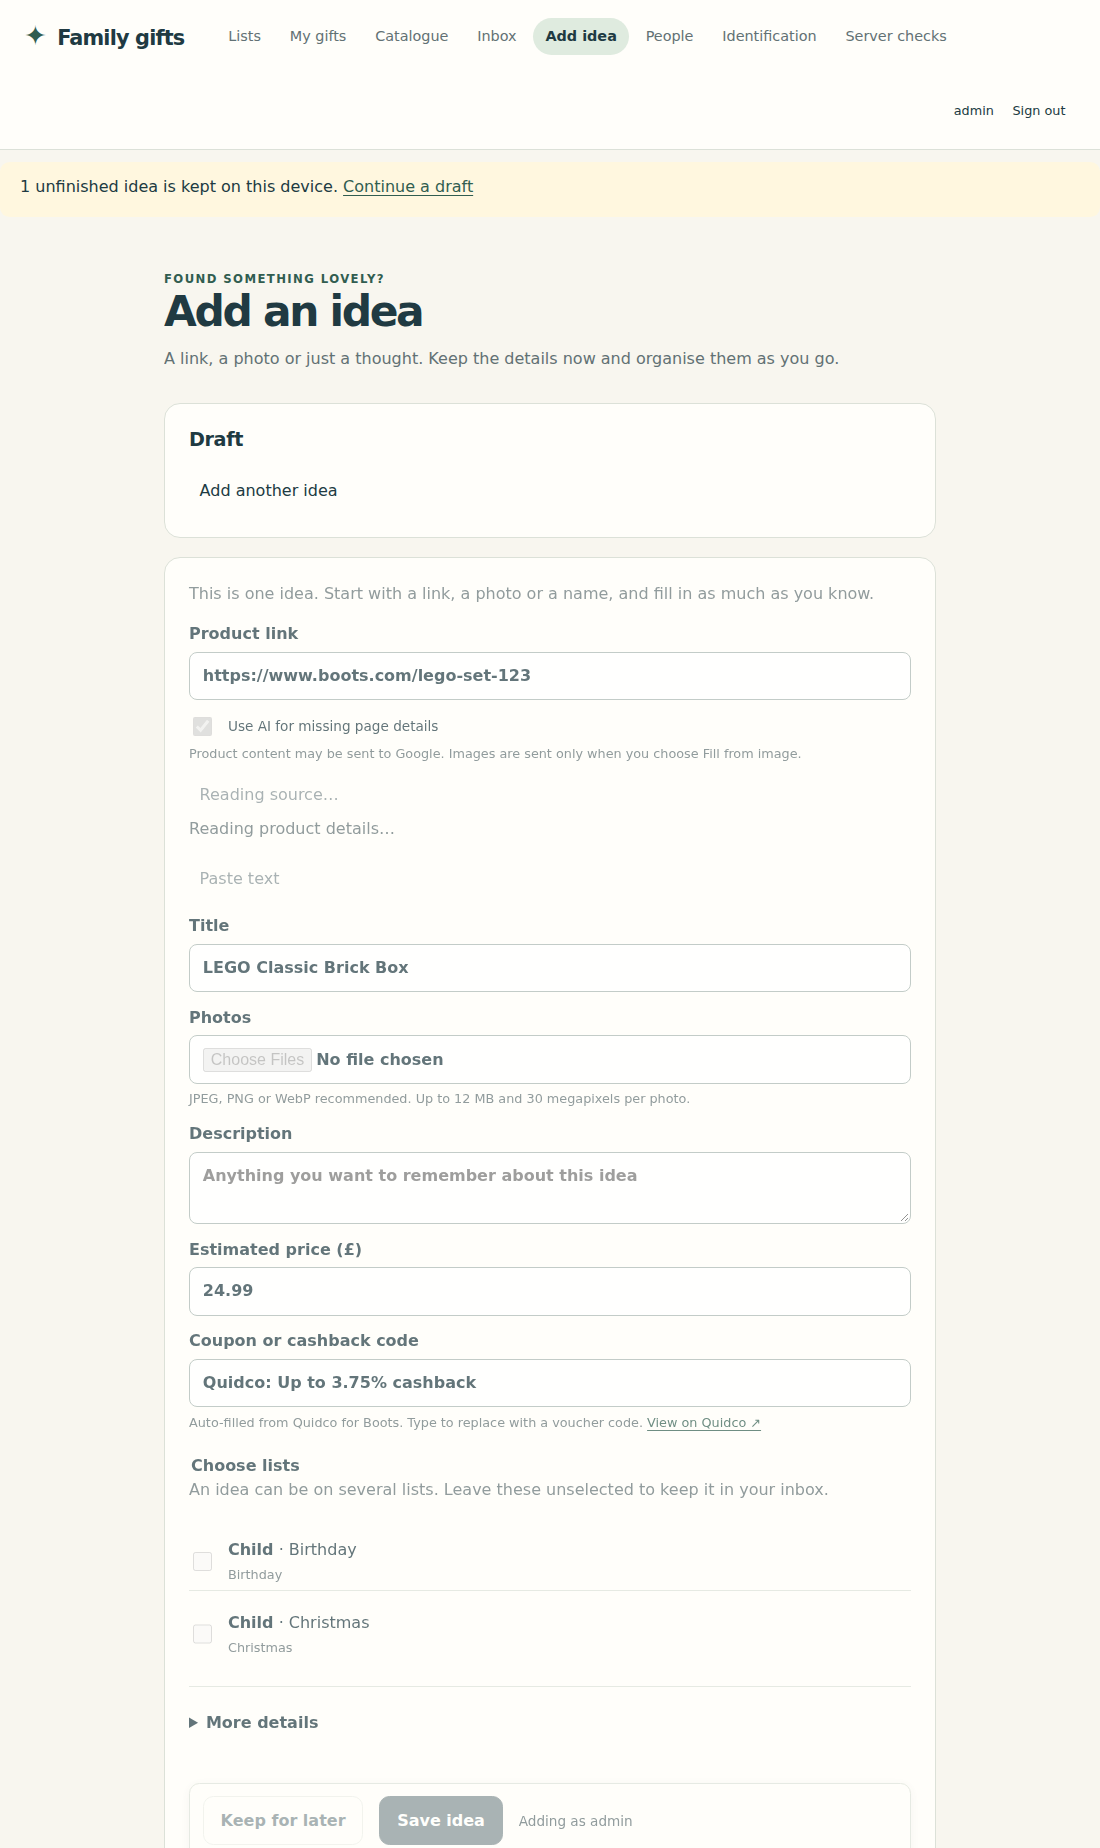 ✦ Family gifts Lists My gifts Catalogue Inbox Add idea People Identification Server checks
admin Sign out
1 unfinished idea is kept on this device. Continue a draft
FOUND SOMETHING LOVELY?
Add an idea
A link, a photo or just a thought. Keep the details now and organise them as you go.
Draft
Add another idea
This is one idea. Start with a link, a photo or a name, and fill in as much as you know.
Product link
https://www.boots.com/lego-set-123
Use AI for missing page details
Product content may be sent to Google. Images are sent only when you choose Fill from image.
Reading source…
Reading product details…
Paste text
Title
LEGO Classic Brick Box
Photos
Choose Files No file chosen
JPEG, PNG or WebP recommended. Up to 12 MB and 30 megapixels per photo.
Description
Anything you want to remember about this idea
Estimated price (£)
24.99
Coupon or cashback code
Quidco: Up to 3.75% cashback
Auto-filled from Quidco for Boots. Type to replace with a voucher code. View on Quidco ↗
Choose lists
An idea can be on several lists. Leave these unselected to keep it in your inbox.
Child · Birthday
Birthday
Child · Christmas
Christmas
More details
Keep for later Save idea Adding as admin